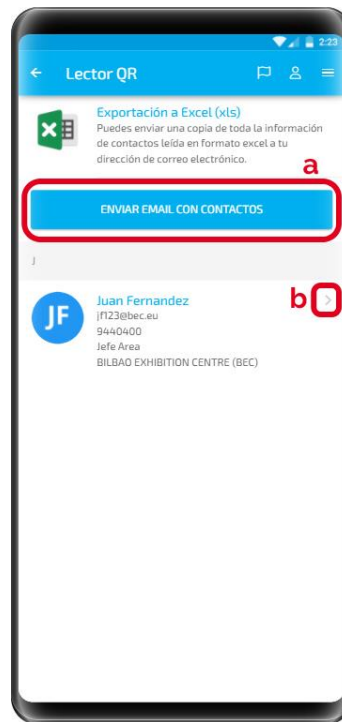 2:23
Lector QR
Exportación a Excel (xls)
Puedes enviar una copia de toda la información
de contactos leída en formato excel a tu
dirección de correo electrónico.
a
ENVIAR EMAIL CON CONTACTOS
J
JF
Juan Fernandez
b
jf123@bec.eu
9440400
Jefe Area
BILBAO EXHIBITION CENTRE (BEC)